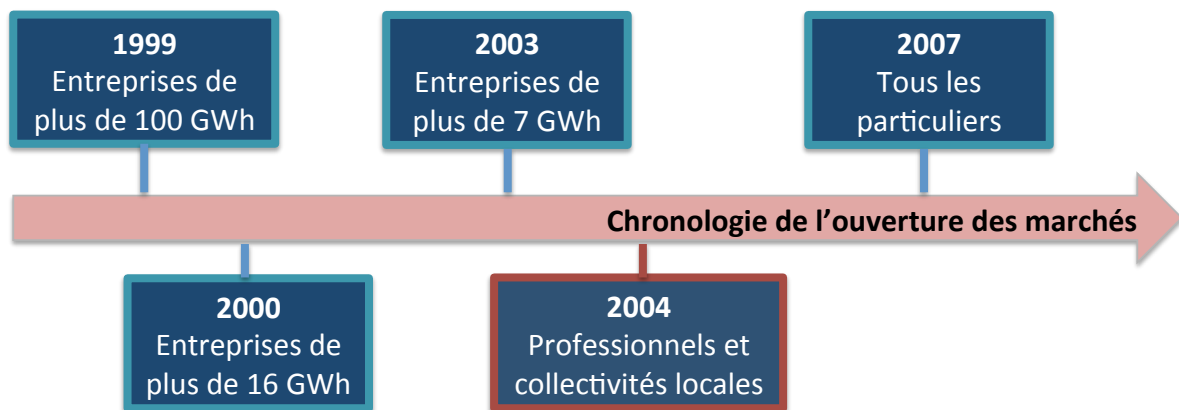 1999
Entreprises de
plus de 100 GWh
2003
Entreprises de
plus de 7 GWh
2007
Tous les
particuliers
Chronologie de l’ouverture des marchés
2000
Entreprises de
plus de 16 GWh
2004
Professionnels et
collectivités locales